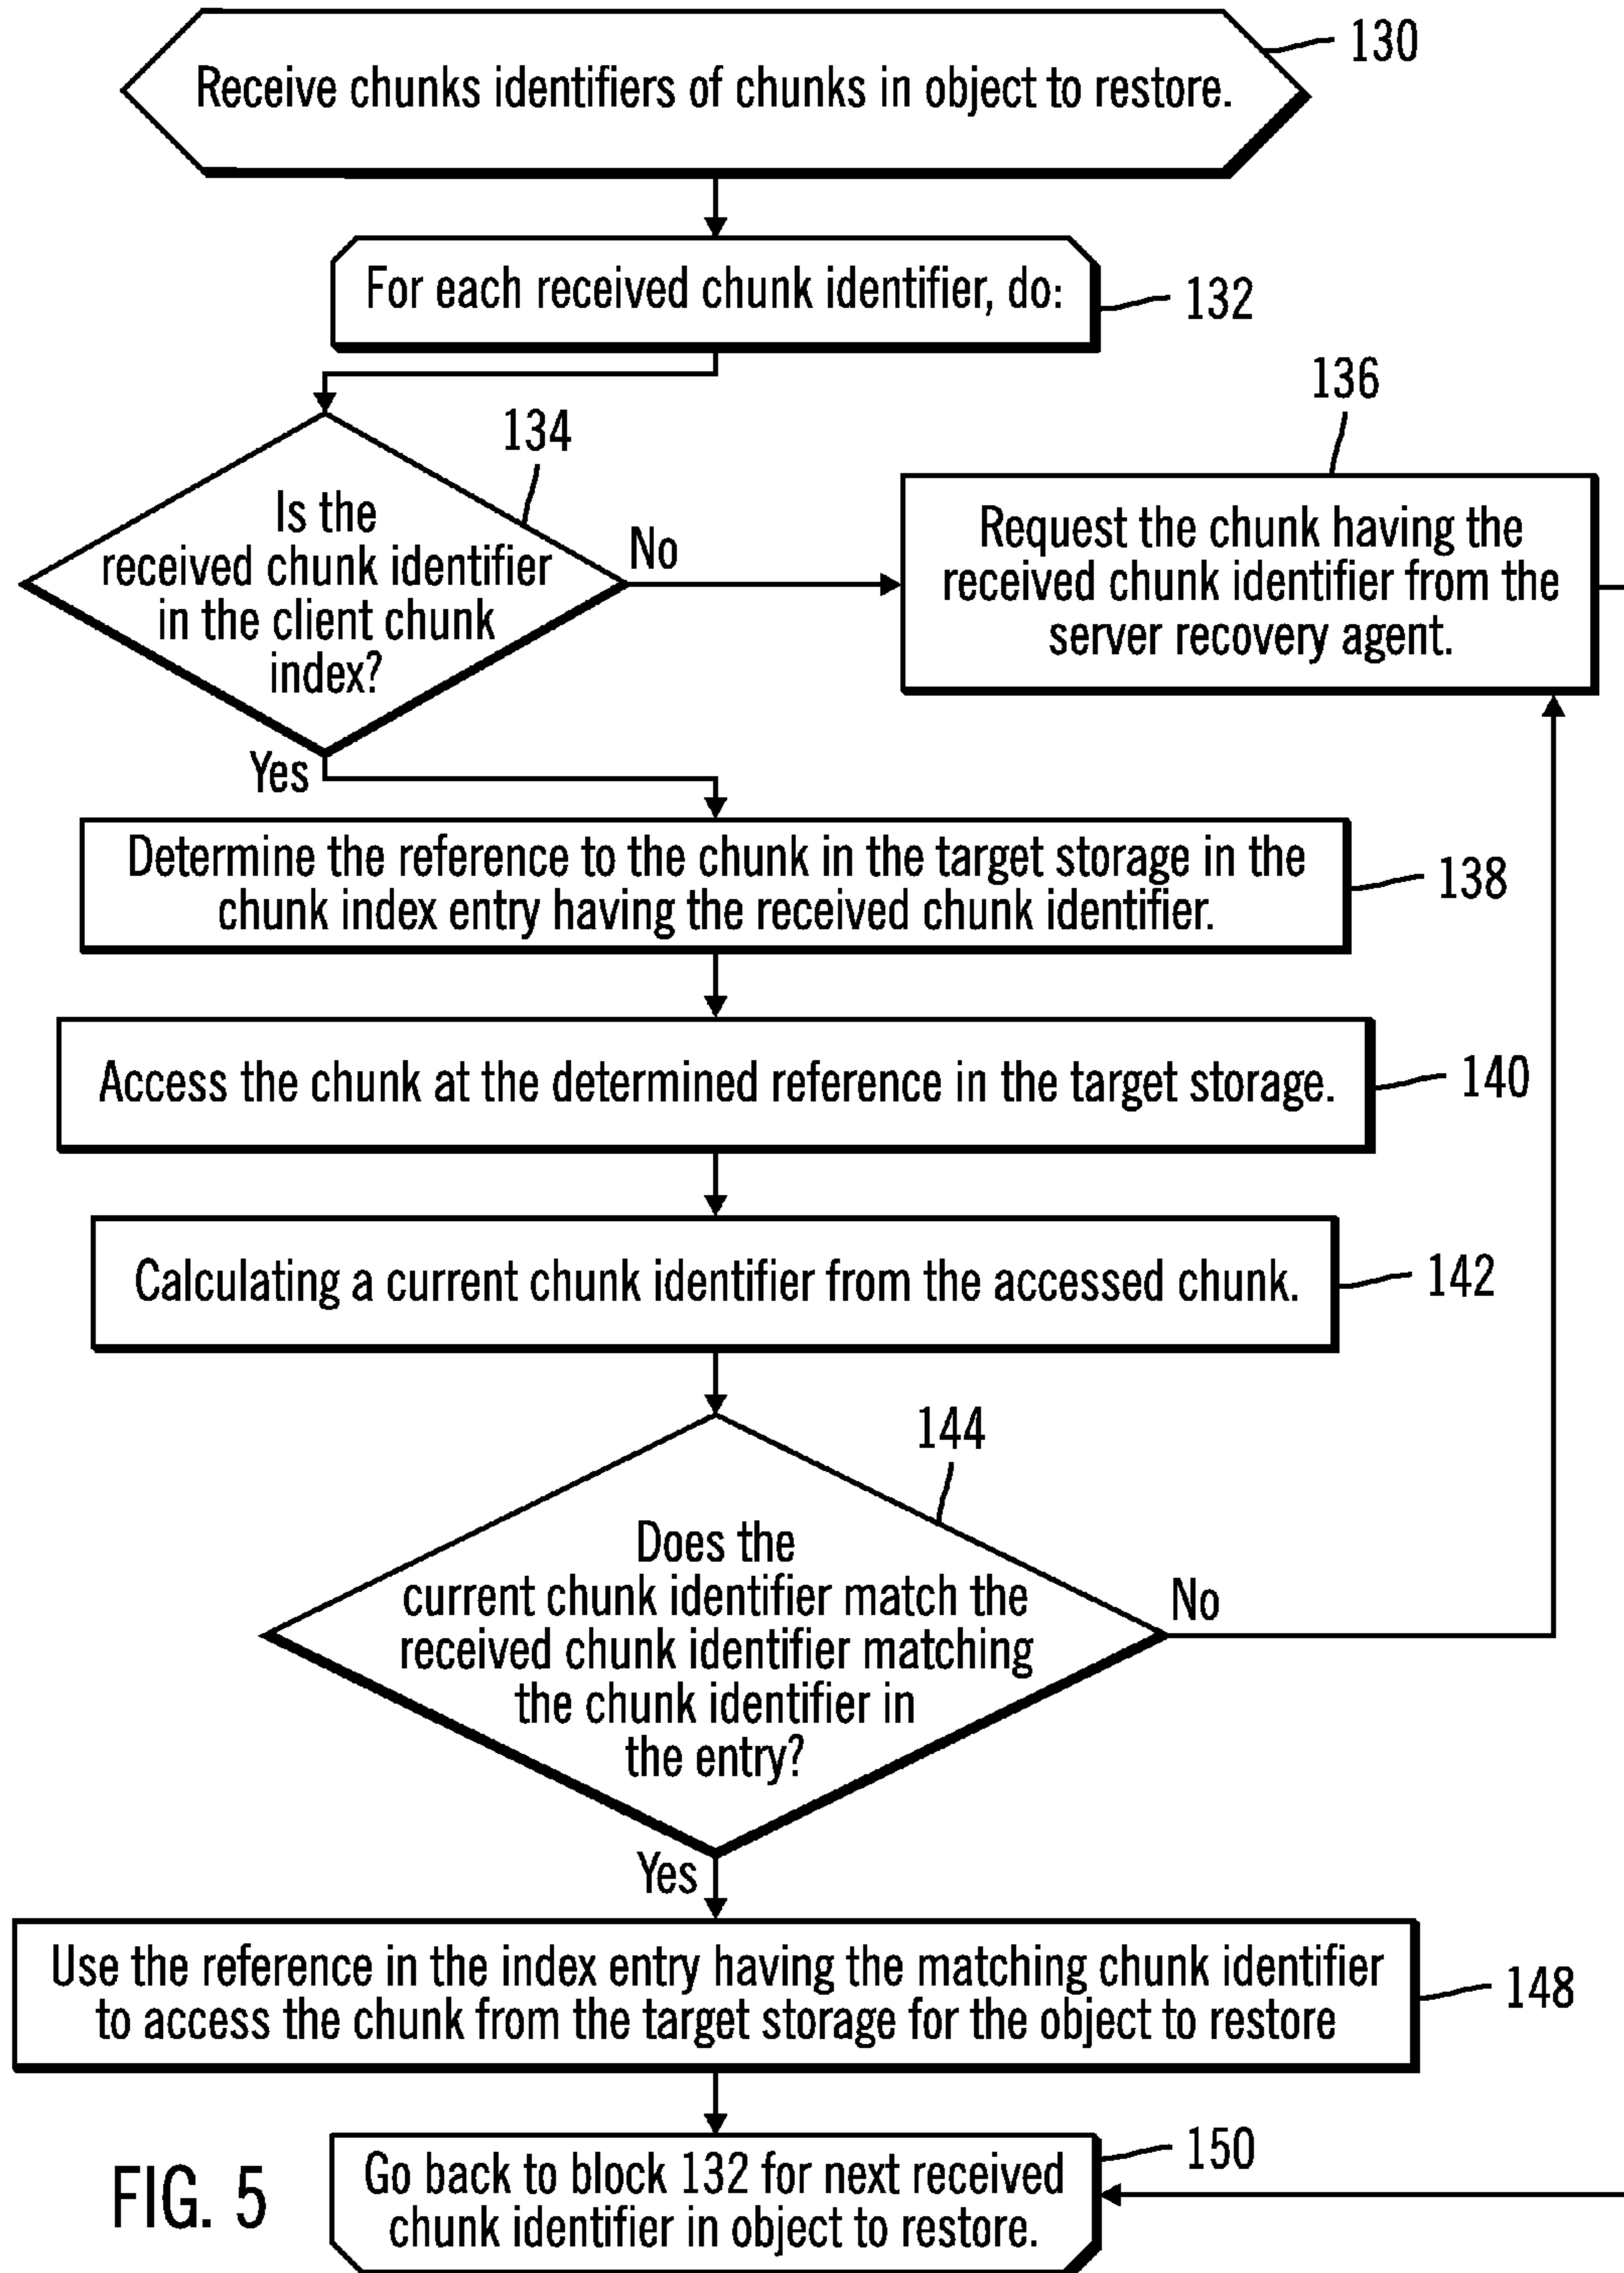 130
Receive chunks identifiers of chunks in object to restore.
For each received chunk identifier, do:
132
136
134
Is the
received chunk identifier
in the client chunk
index?
No
Request the chunk having the
received chunk identifier from the
server recovery agent.
Yes
Determine the reference to the chunk in the target storage in the
chunk index entry having the received chunk identifier.
138
Access the chunk at the determined reference in the target storage.
140
Calculating a current chunk identifier from the accessed chunk.
142
144
Does the
current chunk identifier match the
received chunk identifier matching
the chunk identifier in
the entry?
No
Yes
Use the reference in the index entry having the matching chunk identifier
to access the chunk from the target storage for the object to restore
148
150
Go back to block 132 for next received
chunk identifier in object to restore.
FIG. 5